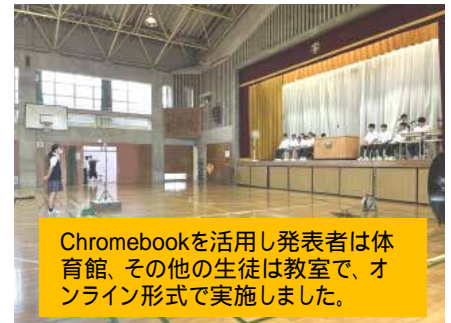 Chromebookを活用し発表者は体
育館、その他の生徒は教室で、オ
ンライン形式で実施しました。